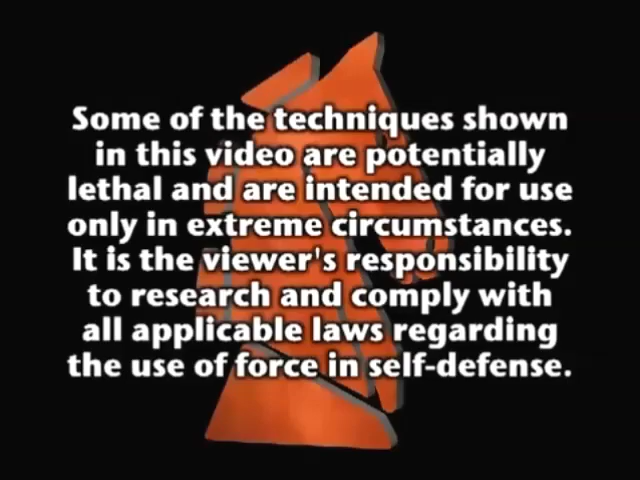 Some of the techniques shown
in this video are potentially
lethal and are intended for use
only in extreme circumstances.
It is the viewer's responsibility
to research and comply with
all applicable laws regarding
the use of force in self-defense.